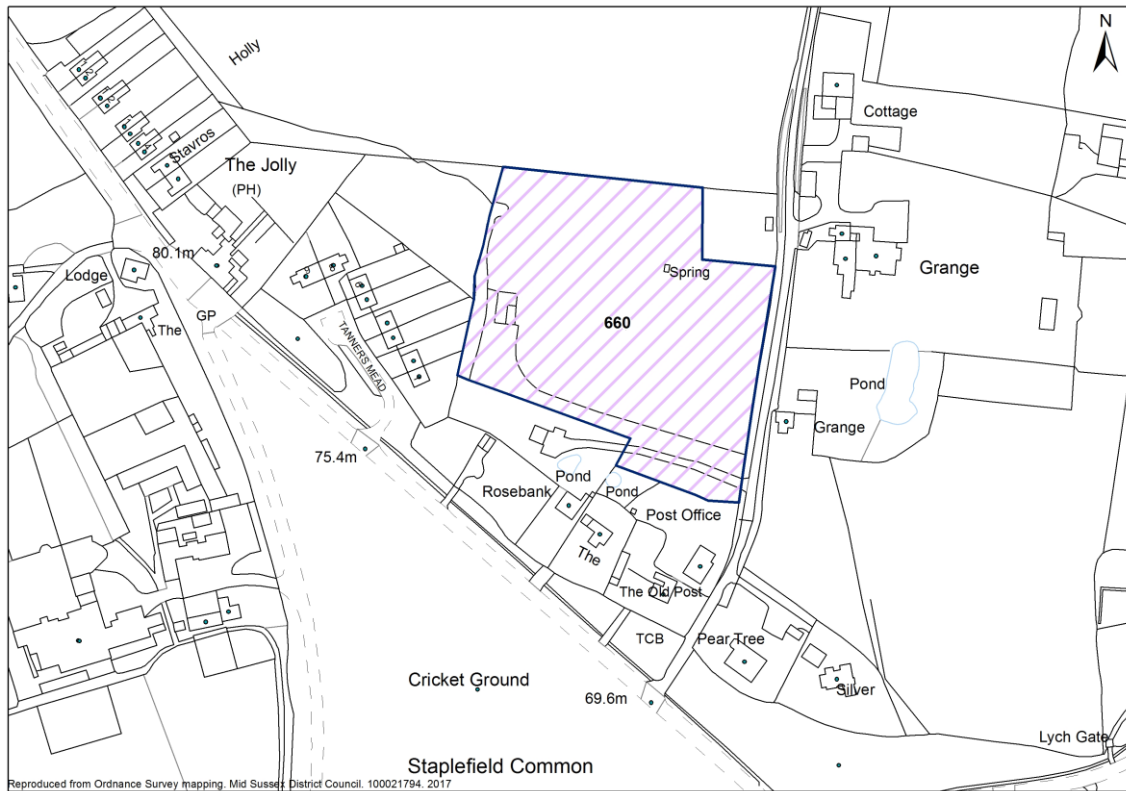 N
Holly
Cottage
Stavros
The Jolly
(PH)
80.1m
Lodge
The
GP
Grange
Spring
660
TANNERS MEAD
Pond
Grange
75.4m
Rosebank
Pond
Pond
Post Office
The
The Old Post
TCB
Pear Tree
Cricket Ground
69.6m
Silver
Lych Gate
Staplefield Common
Reproduced from Ordnance Survey mapping. Mid Sussex District Council. 100021794. 2017